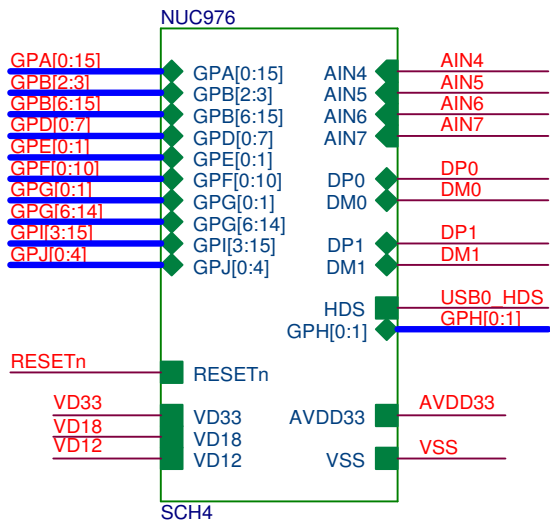 NUC976
GPA[0:15] GPA[0:15] AIN4 AIN4
GPB[2:3] GPB[2:3] AIN5 AIN5
GPB[6:15] GPB[6:15] AIN6 AIN6
GPD[0:7] GPD[0:7] AIN7 AIN7
GPE[0:1] GPE[0:1]
GPF[0:10] GPF[0:10] DP0 DP0
GPG[0:1] GPG[0:1] DM0 DM0
GPG[6:14] GPG[6:14]
GPI[3:15] GPI[3:15] DP1 DP1
GPJ[0:4] GPJ[0:4] DM1 DM1
HDS USB0_HDS
GPH[0:1] GPH[0:1]
RESETn RESETn
VD33 VD33 AVDD33 AVDD33
VD18 VD18
VD12 VD12 VSS VSS
SCH4